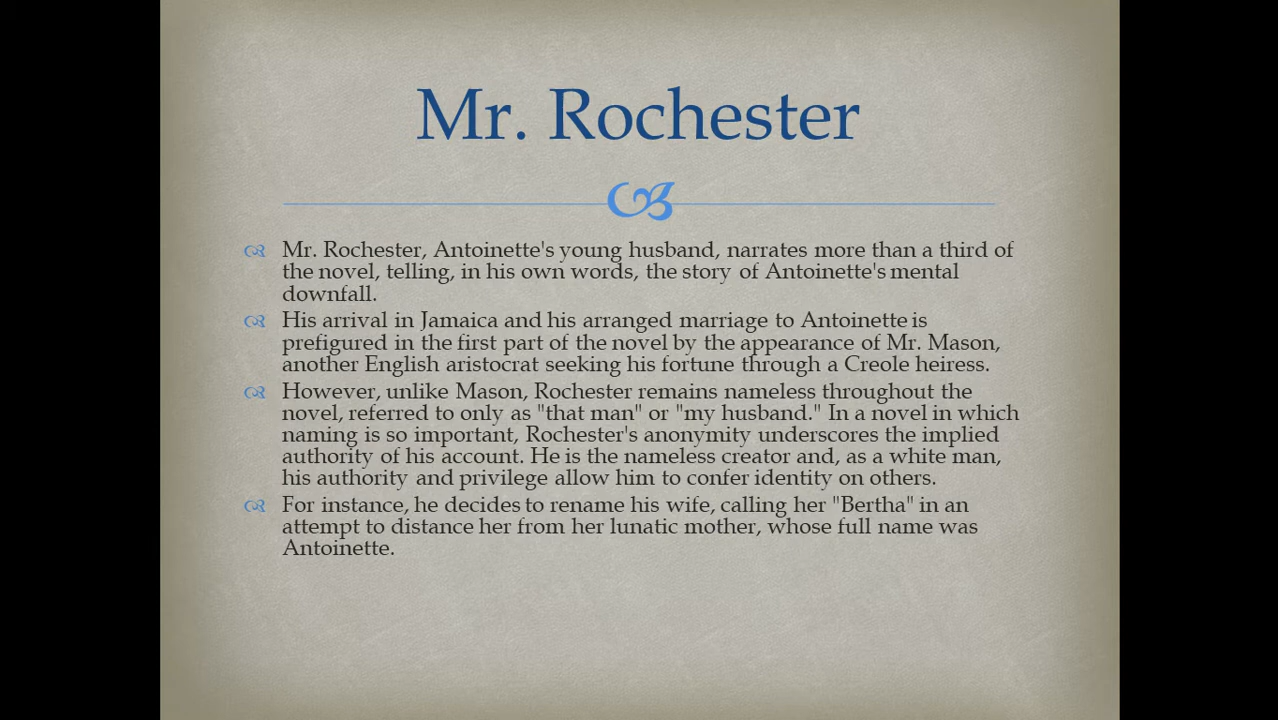 Mr. Rochester
Mr. Rochester, Antoinette's young husband, narrates more than a third of
the novel, telling, in his own words, the story of Antoinette's mental
downfall.
His arrival in Jamaica and his arranged marriage to Antoinette is
prefigured in the first part of the novel by the appearance of Mr. Mason,
another English aristocrat seeking his fortune through a Creole heiress.
However, unlike Mason, Rochester remains nameless throughout the
novel, referred to only as "that man" or "my husband." In a novel in which
naming is so important, Rochester's anonymity underscores the implied
authority of his account. He is the nameless creator and, as a white man,
his authority and privilege allow him to confer identity on others.
For instance, he decides to rename his wife, calling her "Bertha" in an
attempt to distance her from her lunatic mother, whose full name was
Antoinette.